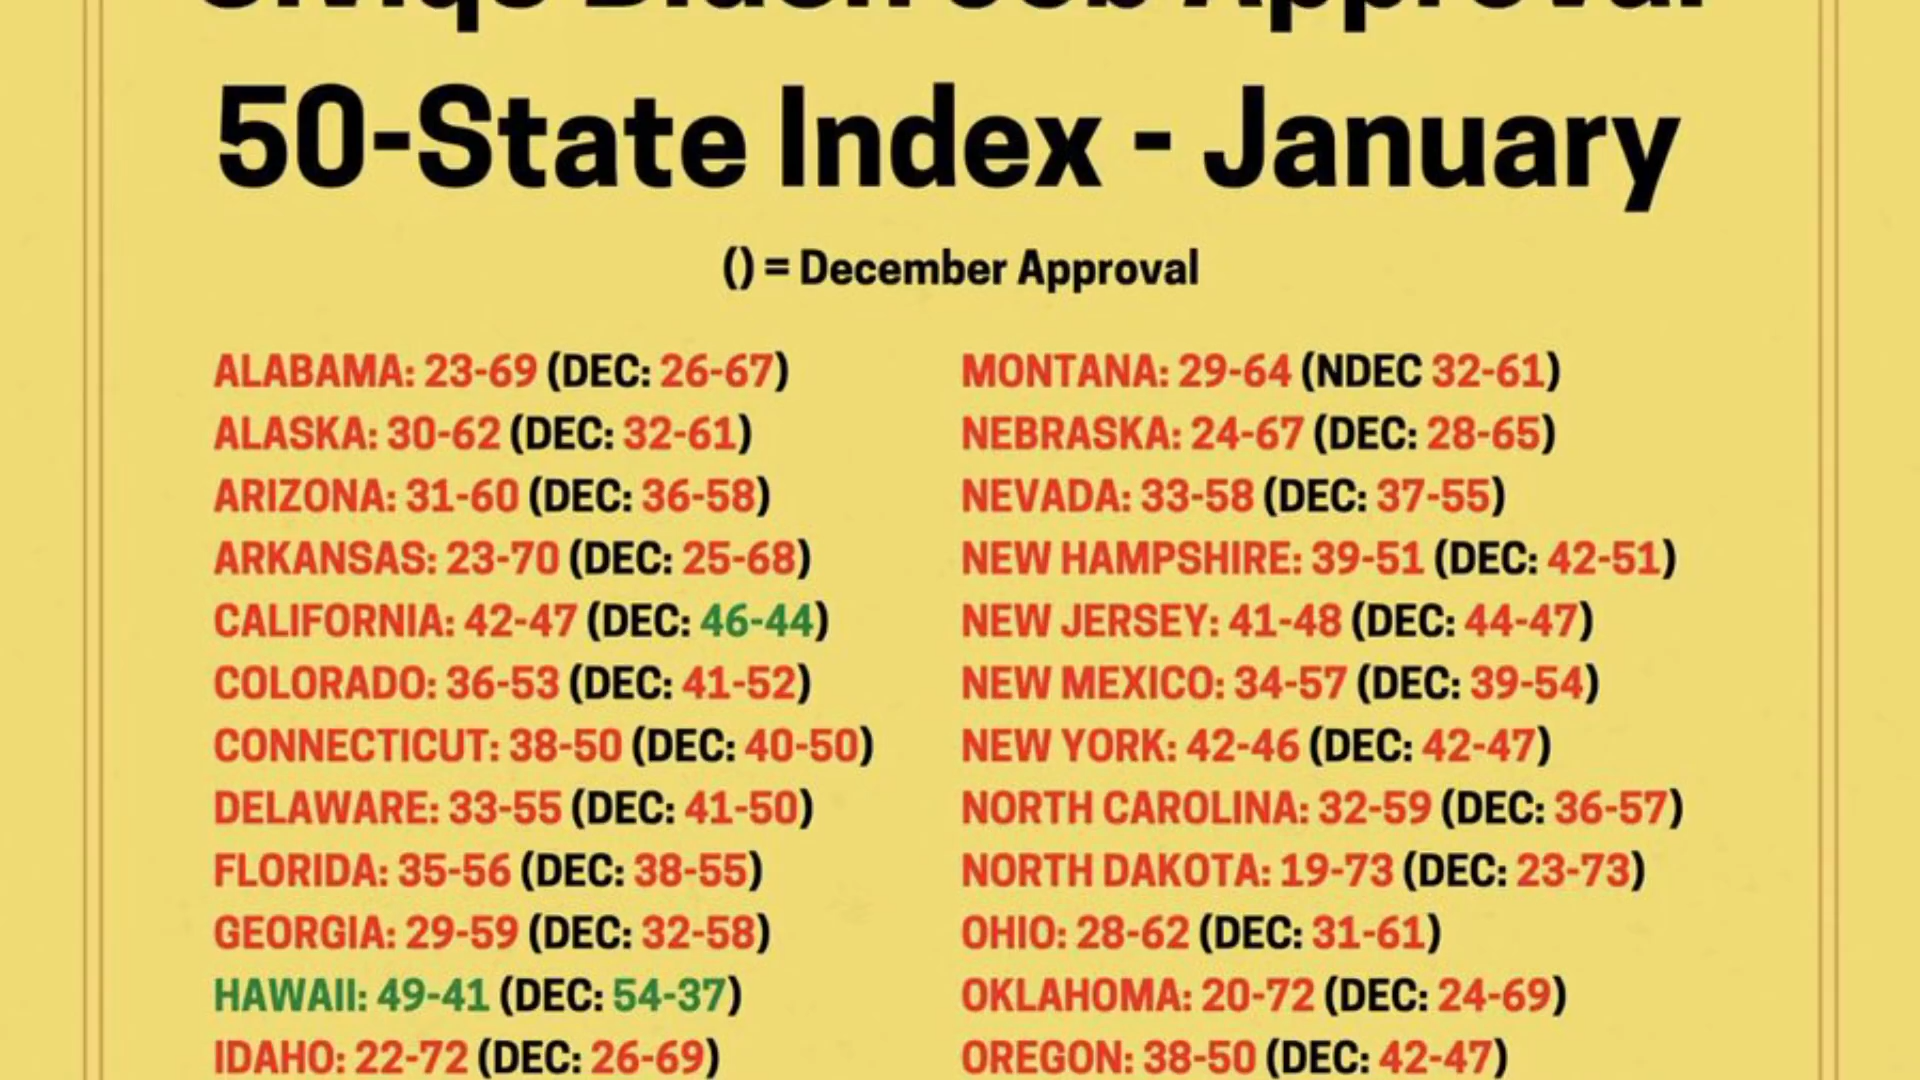 Civiqs Biden Job Approval
50-State Index - January
() = December Approval
ALABAMA: 23-69 (DEC: 26-67)
ALASKA: 30-62 (DEC: 32-61)
ARIZONA: 31-60 (DEC: 36-58)
ARKANSAS: 23-70 (DEC: 25-68)
CALIFORNIA: 42-47 (DEC: 46-44)
COLORADO: 36-53 (DEC: 41-52)
CONNECTICUT: 38-50 (DEC: 40-50)
DELAWARE: 33-55 (DEC: 41-50)
FLORIDA: 35-56 (DEC: 38-55)
GEORGIA: 29-59 (DEC: 32-58)
HAWAII: 49-41 (DEC: 54-37)
IDAHO: 22-72 (DEC: 26-69)
MONTANA: 29-64 (NDEC 32-61)
NEBRASKA: 24-67 (DEC: 28-65)
NEVADA: 33-58 (DEC: 37-55)
NEW HAMPSHIRE: 39-51 (DEC: 42-51)
NEW JERSEY: 41-48 (DEC: 44-47)
NEW MEXICO: 34-57 (DEC: 39-54)
NEW YORK: 42-46 (DEC: 42-47)
NORTH CAROLINA: 32-59 (DEC: 36-57)
NORTH DAKOTA: 19-73 (DEC: 23-73)
OHIO: 28-62 (DEC: 31-61)
OKLAHOMA: 20-72 (DEC: 24-69)
OREGON: 38-50 (DEC: 42-47)